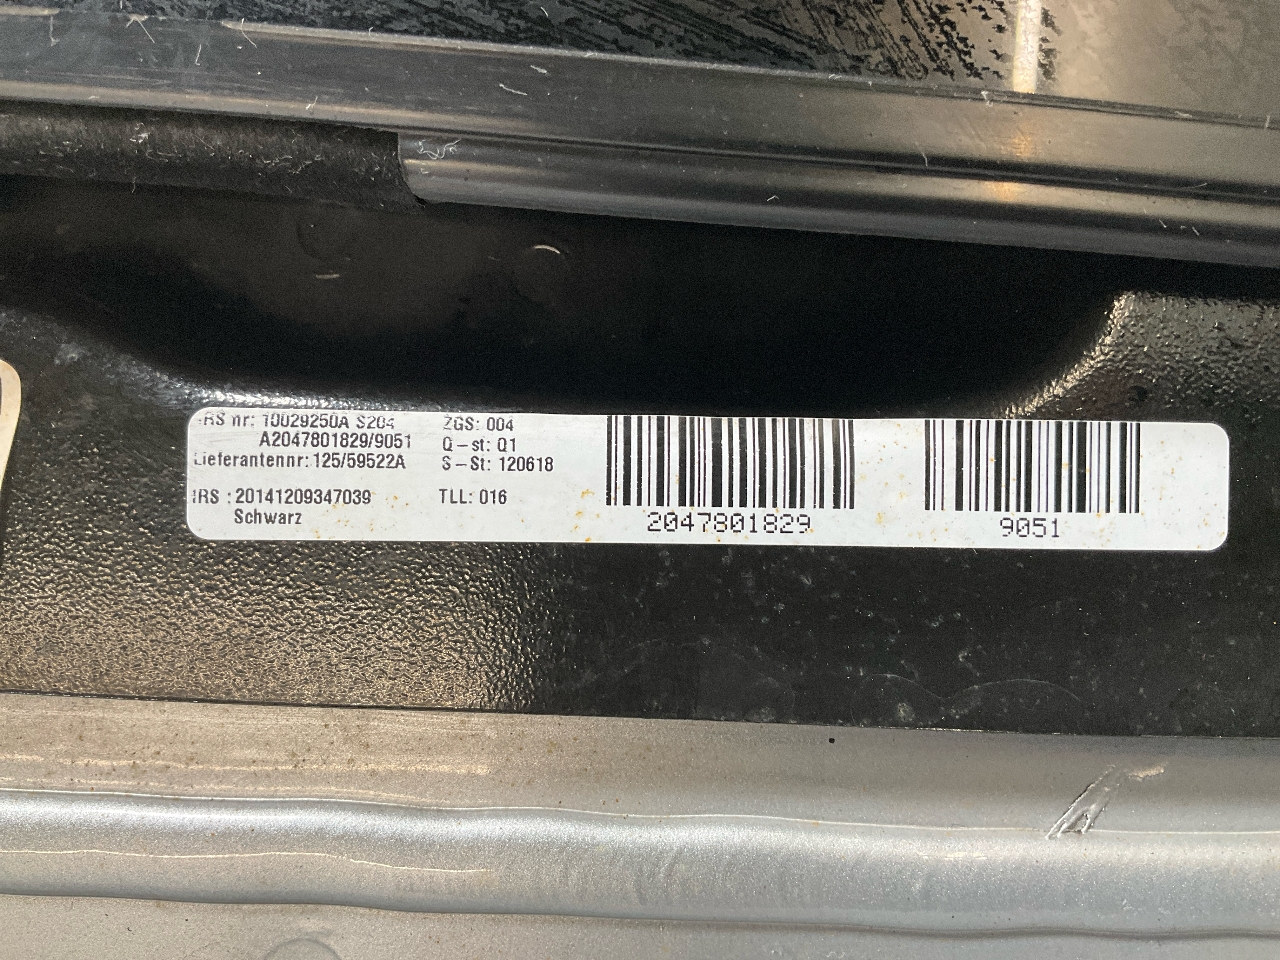 IRS nr: 10029250A S204
A2047801829/9051
Lieferantennr: 125/59522A
IRS : 20141209347039
Schwarz
ZGS: 004
Q-st: Q1
S-St: 120618
TLL: 016
2047801829
9051